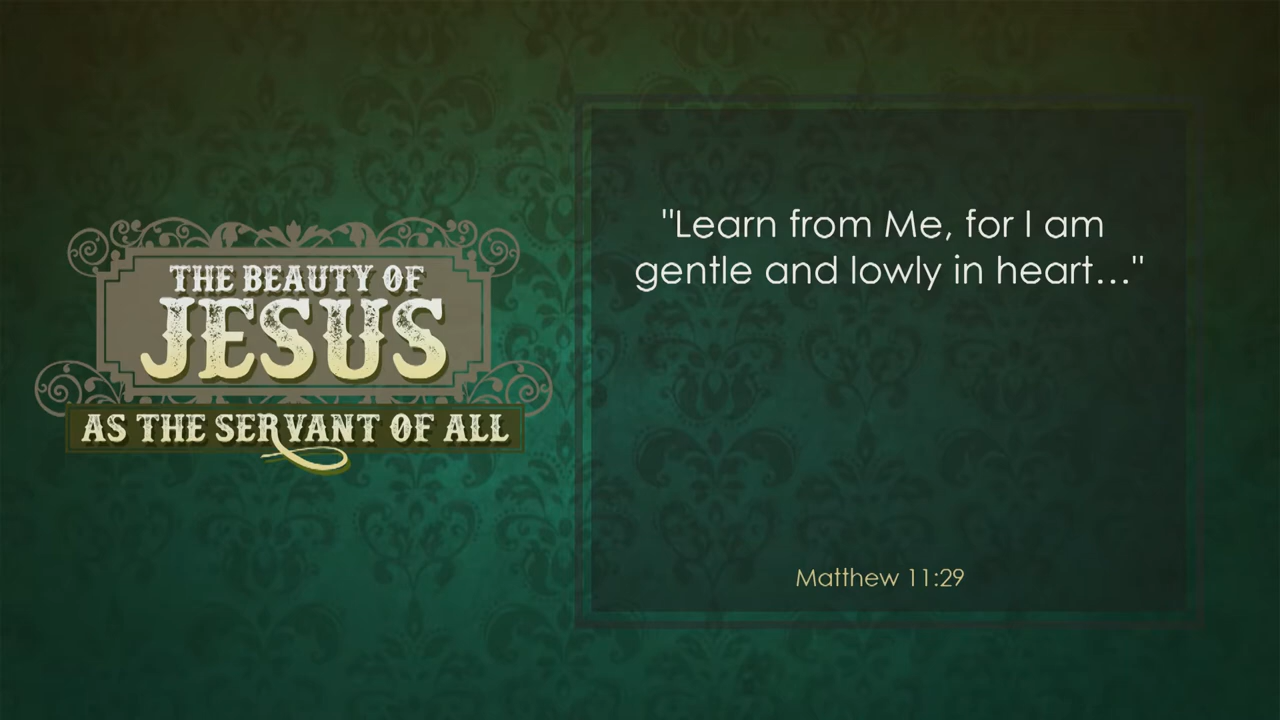 THE BEAUTY OF
JESUS
AS THE SERVANT OF ALL
"Learn from Me, for I am
gentle and lowly in heart…"
Matthew 11:29